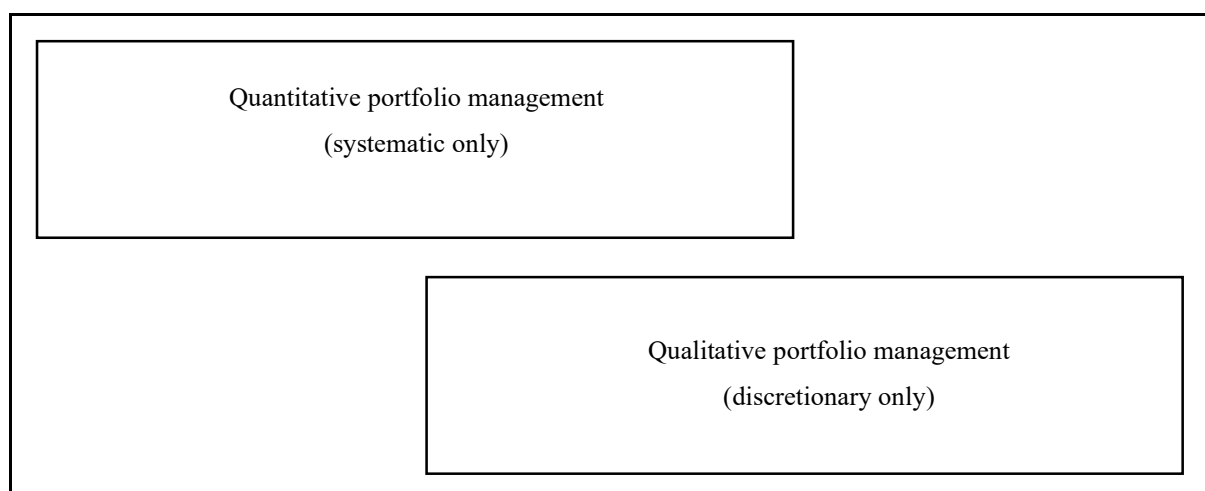 Quantitative portfolio management
(systematic only)
Qualitative portfolio management
(discretionary only)